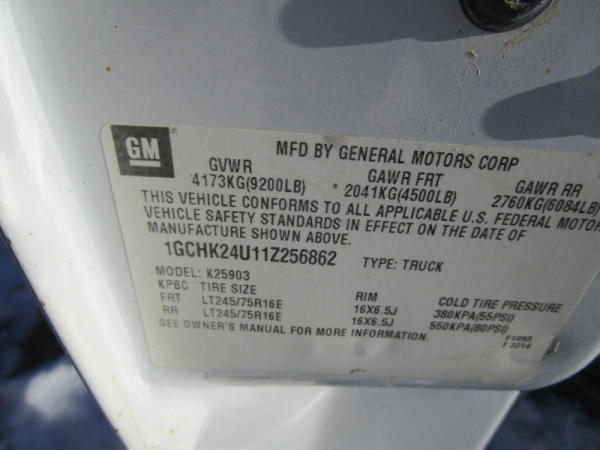 GM
MFD BY GENERAL MOTORS CORP
GVWR GAWR FRT GAWR RR
4173KG(9200LB) 2041KG(4500LB) 2760KG(6084LB)
THIS VEHICLE CONFORMS TO ALL APPLICABLE U.S. FEDERAL MOTOR
VEHICLE SAFETY STANDARDS IN EFFECT ON THE DATE OF
MANUFACTURE SHOWN ABOVE.
1GCHK24U11Z256862 TYPE: TRUCK
MODEL: K25903
KPBC TIRE SIZE RIM COLD TIRE PRESSURE
FRT LT245/75R16E 16X6.5J 380KPA(55PSI)
RR LT245/75R16E 16X6.5J 550KPA(80PSI)
SEE OWNER'S MANUAL FOR MORE INFORMATION.
T 3214